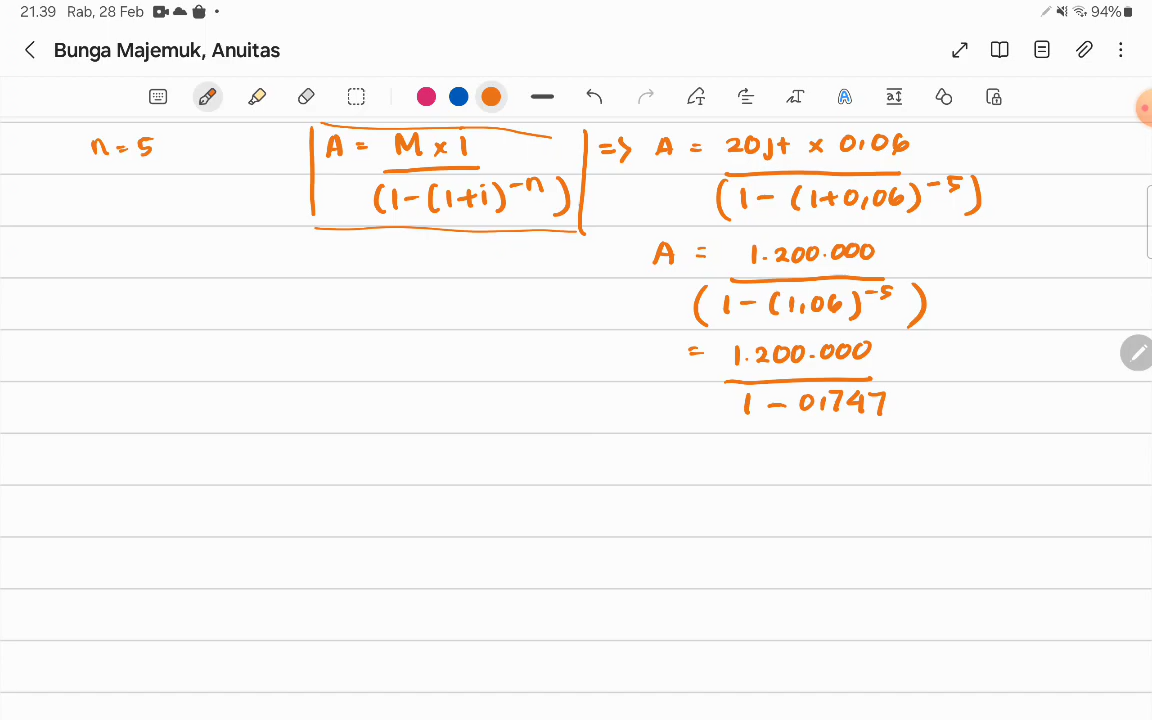 21.39 Rab, 28 Feb 94%
Bunga Majemuk, Anuitas
n = 5
A = M x i
(1-(1+i)^-n)
=> A = 20jt x 0,06
(1 - (1+0,06)^-5)
A = 1.200.000
(1 - (1,06)^-5)
= 1.200.000
1 - 0,747